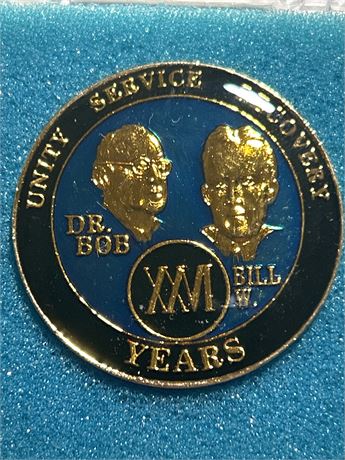 UNITY SERVICE RECOVERY
DR.
BOB
BILL
W.
XXVI
YEARS